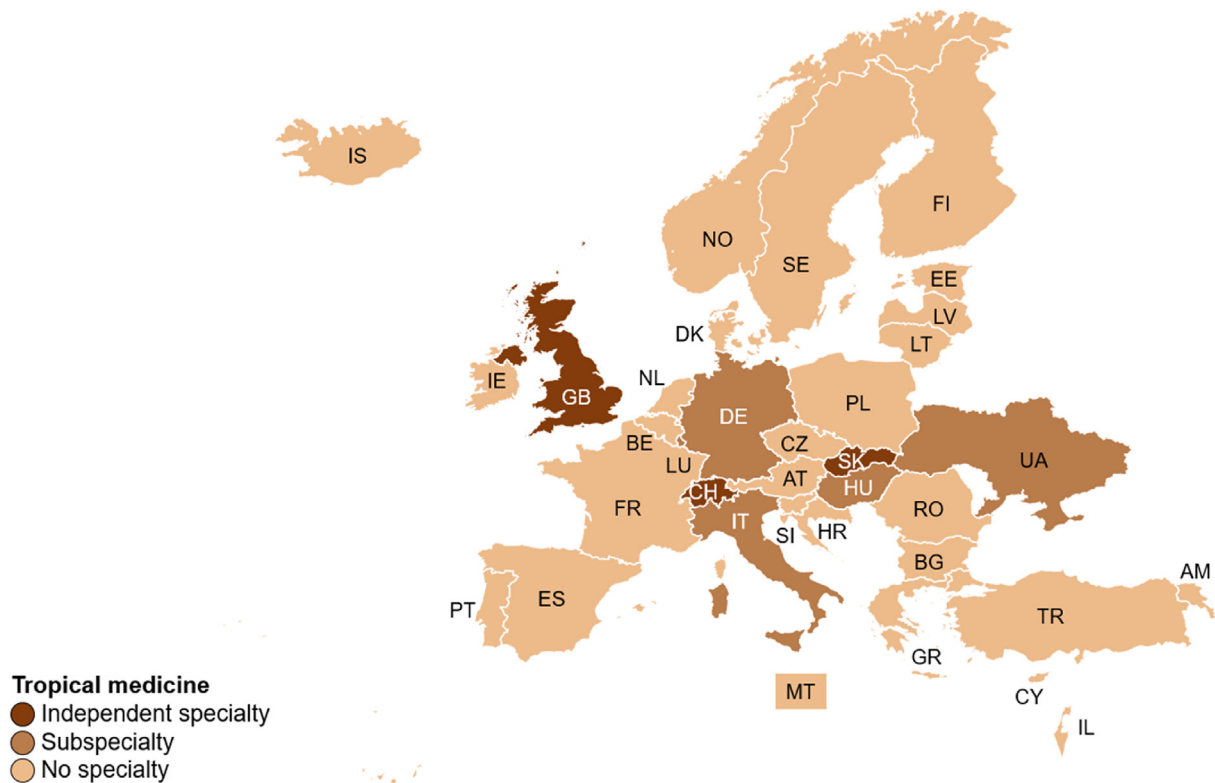 IS
FI
NO
SE
EE
LV
DK
LT
IE
NL
GB
PL
DE
BE
CZ
UA
LU
SK
AT
HU
CH
FR
RO
IT
SI
HR
BG
AM
ES
PT
TR
GR
MT
CY
IL
Tropical medicine
Independent specialty
Subspecialty
No specialty